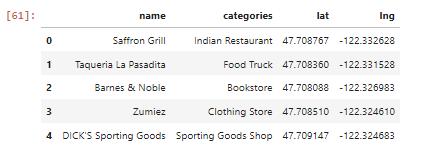 [61]: name categories lat lng
0 Saffron Grill Indian Restaurant 47.708767 -122.332628
1 Taqueria La Pasadita Food Truck 47.708360 -122.331528
2 Barnes & Noble Bookstore 47.708088 -122.326983
3 Zumiez Clothing Store 47.708510 -122.324610
4 DICK'S Sporting Goods Sporting Goods Shop 47.709147 -122.324683